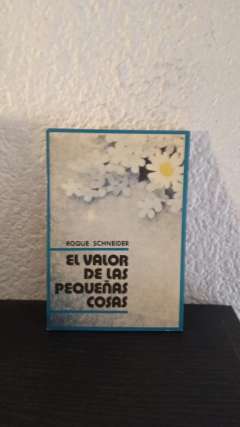 ROQUE SCHNEIDER
EL VALOR
DE LAS
PEQUEÑAS
COSAS